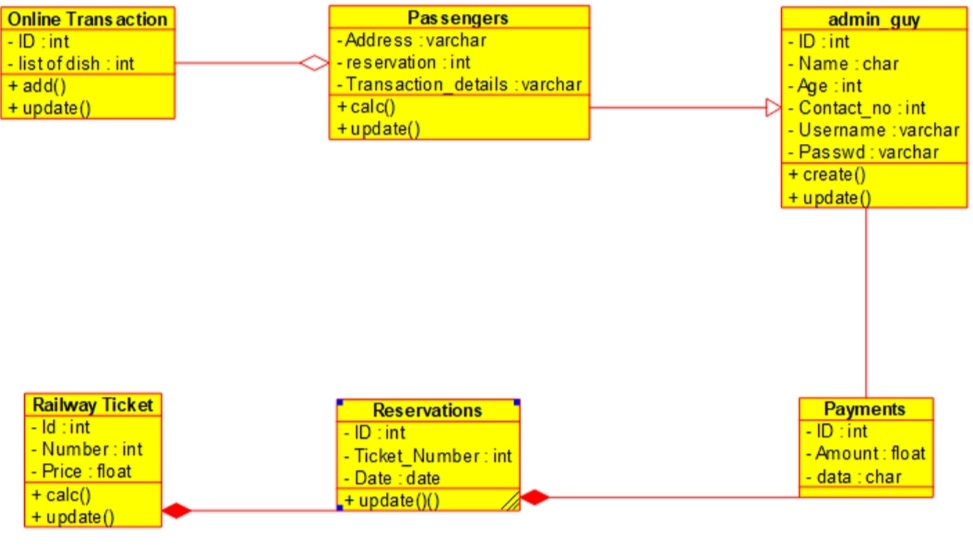 Online Transaction
- ID : int
- list of dish : int
+ add()
+ update()
Passengers
- Address : varchar
- reservation : int
- Transaction_details : varchar
+ calc()
+ update()
admin_guy
- ID : int
- Name : char
- Age : int
- Contact_no : int
- Username : varchar
- Passwd : varchar
+ create()
+ update()
Railway Ticket
- Id : int
- Number : int
- Price : float
+ calc()
+ update()
Reservations
- ID : int
- Ticket_Number : int
- Date : date
+ update()()
Payments
- ID : int
- Amount : float
- data : char